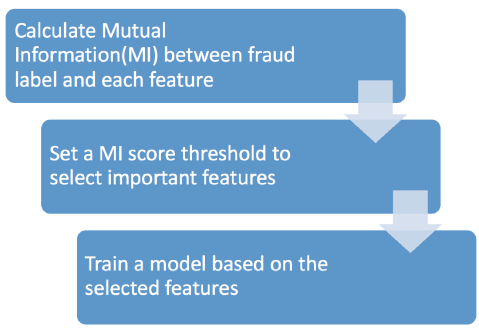 Calculate Mutual
Information(MI) between fraud
label and each feature
Set a MI score threshold to
select important features
Train a model based on the
selected features